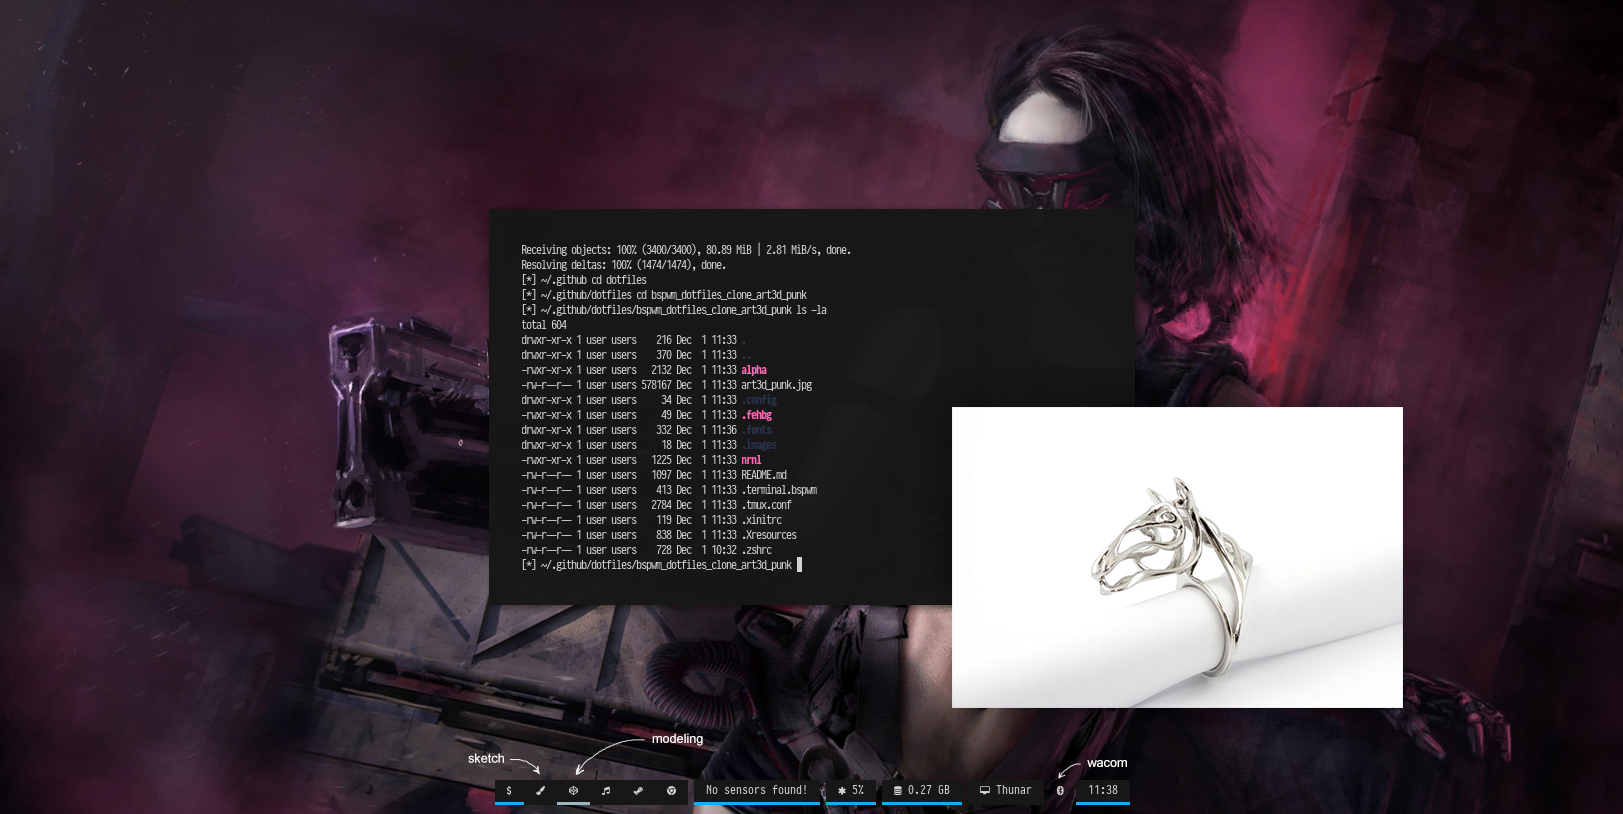 Receiving objects: 100% (3400/3400), 80.89 MiB | 2.81 MiB/s, done.
Resolving deltas: 100% (1474/1474), done.
[*] ~/.github cd dotfiles
[*] ~/.github/dotfiles cd bspwm_dotfiles_clone_art3d_punk
[*] ~/.github/dotfiles/bspwm_dotfiles_clone_art3d_punk ls -la
total 604
drwxr-xr-x 1 user users 216 Dec 1 11:33 .
drwxr-xr-x 1 user users 370 Dec 1 11:33 ..
-rwxr-xr-x 1 user users 2132 Dec 1 11:33 alpha
-rw-r--r-- 1 user users 578167 Dec 1 11:33 art3d_punk.jpg
drwxr-xr-x 1 user users 34 Dec 1 11:33 .config
-rwxr-xr-x 1 user users 49 Dec 1 11:33 .fehbg
drwxr-xr-x 1 user users 332 Dec 1 11:36 .fonts
drwxr-xr-x 1 user users 18 Dec 1 11:33 .images
-rwxr-xr-x 1 user users 1225 Dec 1 11:33 nrnl
-rw-r--r-- 1 user users 1097 Dec 1 11:33 README.md
-rw-r--r-- 1 user users 413 Dec 1 11:33 .terminal.bspwm
-rw-r--r-- 1 user users 2784 Dec 1 11:33 .tmux.conf
-rw-r--r-- 1 user users 119 Dec 1 11:33 .xinitrc
-rw-r--r-- 1 user users 838 Dec 1 11:33 .Xresources
-rw-r--r-- 1 user users 728 Dec 1 10:32 .zshrc
[*] ~/.github/dotfiles/bspwm_dotfiles_clone_art3d_punk
modeling
sketch
wacom
$ No sensors found! 5% 0.27 GB Thunar 11:38